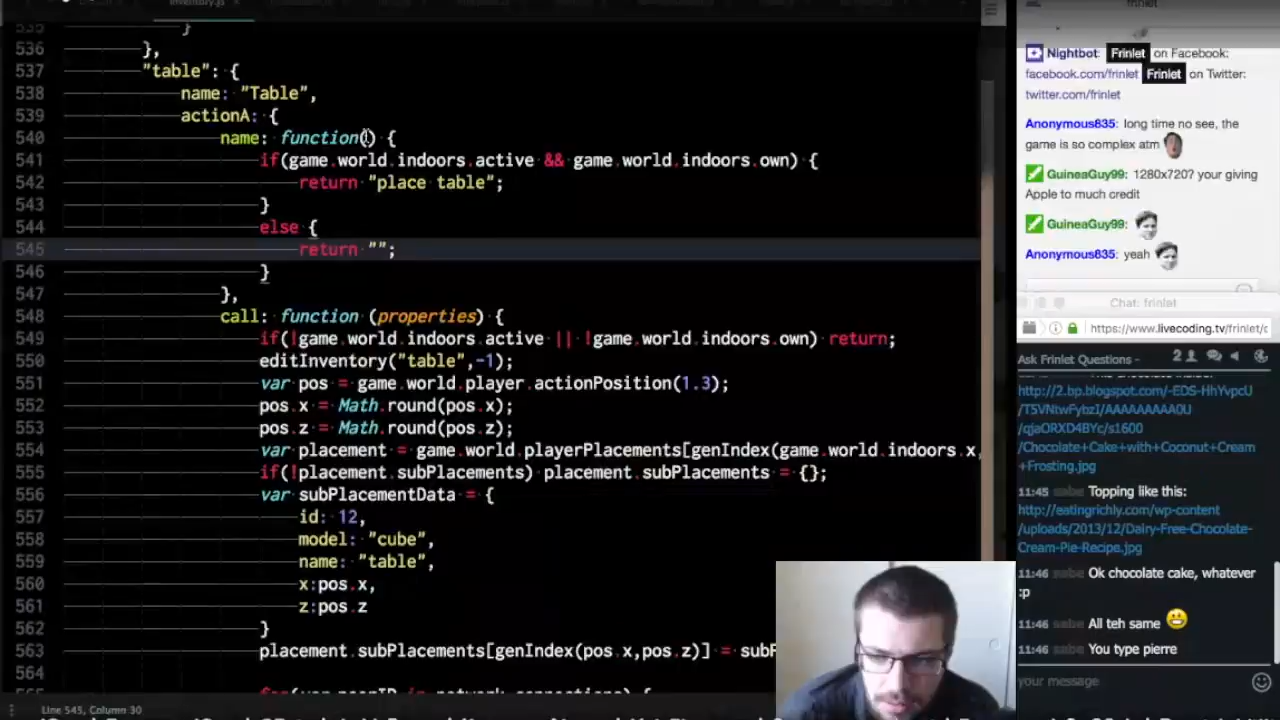 inventory.js
535 }
536 },
537 "table": {
538 name: "Table",
539 actionA: {
540 name: function() {
541 if(game.world.indoors.active && game.world.indoors.own) {
542 return "place table";
543 }
544 else {
545 return "";
546 }
547 },
548 call: function (properties) {
549 if(!game.world.indoors.active || !game.world.indoors.own) return;
550 editInventory("table",-1);
551 var pos = game.world.player.actionPosition(1.3);
552 pos.x = Math.round(pos.x);
553 pos.z = Math.round(pos.z);
554 var placement = game.world.playerPlacements[genIndex(game.world.indoors.x,
555 if(!placement.subPlacements) placement.subPlacements = {};
556 var subPlacementData = {
557 id: 12,
558 model: "cube",
559 name: "table",
560 x:pos.x,
561 z:pos.z
562 }
563 placement.subPlacements[genIndex(pos.x,pos.z)] = subP
564
Line 545, Column 30
frinlet
Nightbot: Frinlet on Facebook:
facebook.com/frinlet Frinlet on Twitter:
twitter.com/frinlet
Anonymous835: long time no see, the
game is so complex atm
GuineaGuy99: 1280x720? your giving
Apple to much credit
GuineaGuy99:
Anonymous835: yeah
Chat: frinlet
https://www.livecoding.tv/frinlet/c
Ask Frinlet Questions
2
http://2.bp.blogspot.com/-EDS-HhYvpcU
/T5VNtwFybzI/AAAAAAAAA0U
/qjaORXD4BYc/s1600
/Chocolate+Cake+with+Coconut+Cream
+Frosting.jpg
11:45 sabe Topping like this:
http://eatingrichly.com/wp-content
/uploads/2013/12/Dairy-Free-Chocolate-
Cream-Pie-Recipe.jpg
11:46 sabe Ok chocolate cake, whatever
:p
11:46 sabe All teh same
11:46 sabe You type pierre
your message